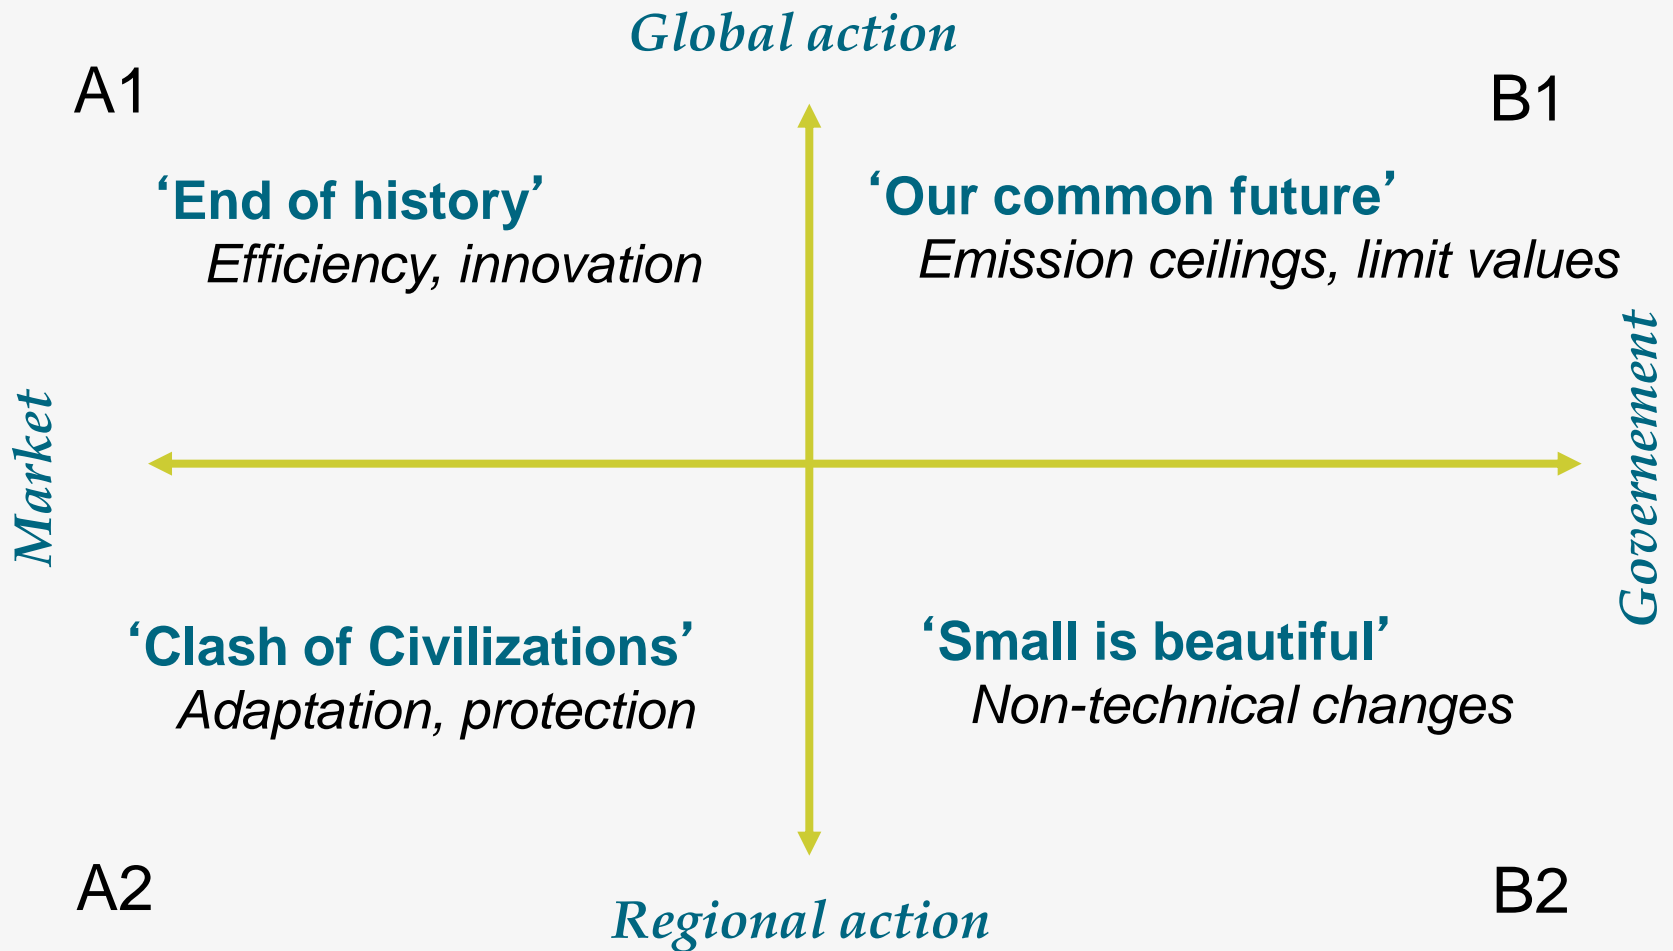 Global action
A1
B1
‘End of history’
Efficiency, innovation
‘Our common future’
Emission ceilings, limit values
Market
Governement
‘Clash of Civilizations’
Adaptation, protection
‘Small is beautiful’
Non-technical changes
A2
B2
Regional action